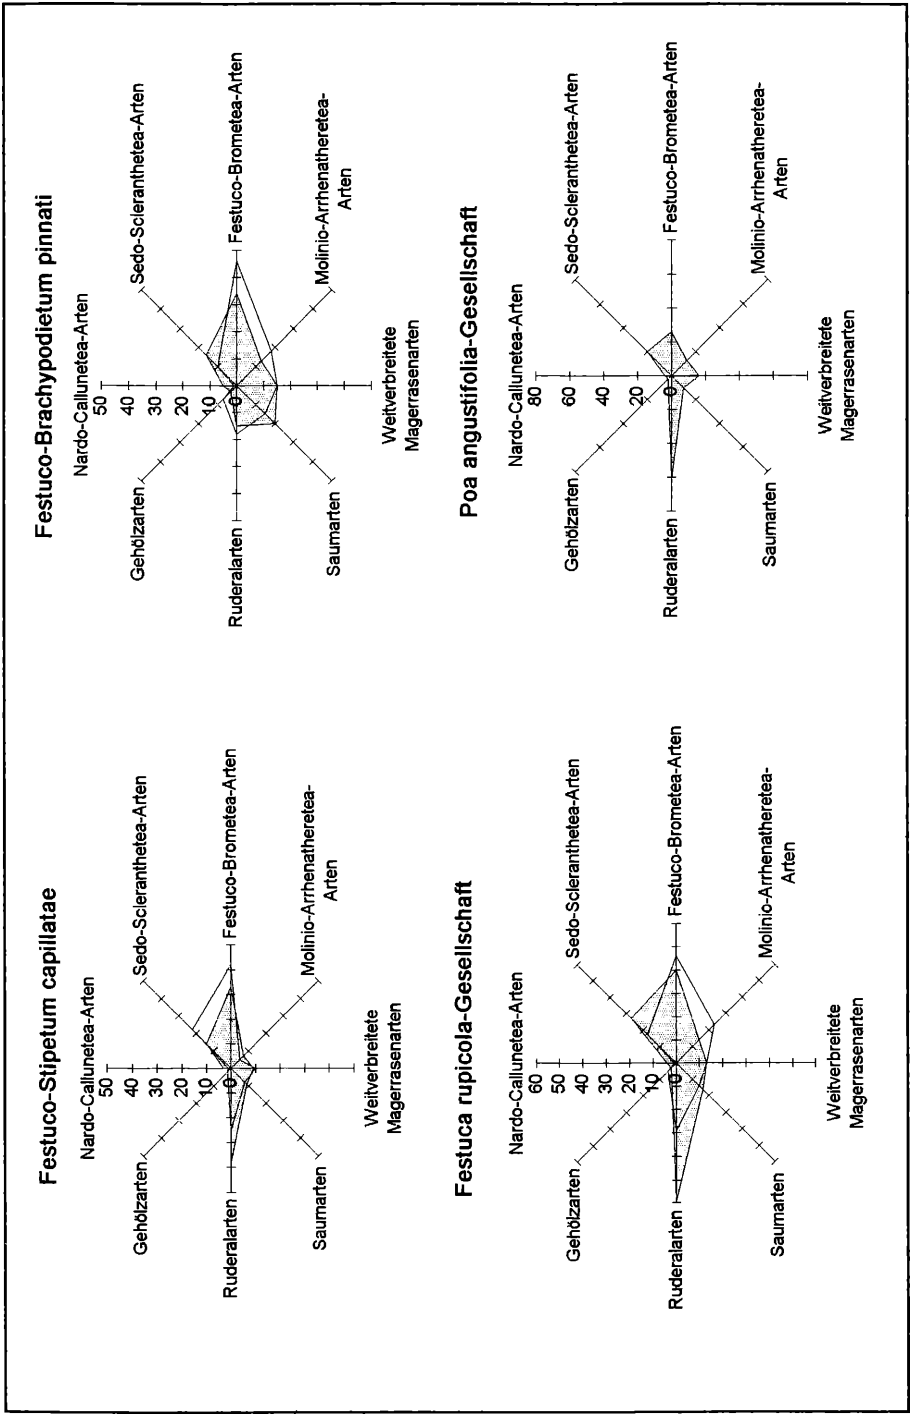 Festuco-Stipetum capillatae
Nardo-Callunetea-Arten
50
40
30
20
10
0
Gehölzarten
Sedo-Scleranthetea-Arten
Ruderalarten
Festuco-Brometea-Arten
Saumarten
Molinio-Arrhenatheretea-
Arten
Weitverbreitete
Magerrasenarten
Festuco-Brachypodietum pinnati
Nardo-Callunetea-Arten
50
40
30
20
10
0
Gehölzarten
Sedo-Scleranthetea-Arten
Ruderalarten
Festuco-Brometea-Arten
Saumarten
Molinio-Arrhenatheretea-
Arten
Weitverbreitete
Magerrasenarten
Festuca rupicola-Gesellschaft
Nardo-Callunetea-Arten
60
50
40
30
20
10
0
Gehölzarten
Sedo-Scleranthetea-Arten
Ruderalarten
Festuco-Brometea-Arten
Saumarten
Molinio-Arrhenatheretea-
Arten
Weitverbreitete
Magerrasenarten
Poa angustifolia-Gesellschaft
Nardo-Callunetea-Arten
80
60
40
20
0
Gehölzarten
Sedo-Scleranthetea-Arten
Ruderalarten
Festuco-Brometea-Arten
Saumarten
Molinio-Arrhenatheretea-
Arten
Weitverbreitete
Magerrasenarten